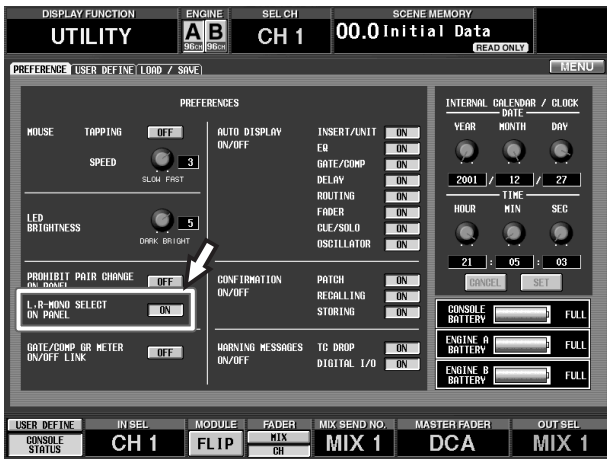 DISPLAY FUNCTION ENGINE SEL CH SCENE MEMORY
UTILITY A B CH 1 00.0 Initial Data
96CH 96CH READ ONLY
PREFERENCE USER DEFINE LOAD / SAVE MENU
PREFERENCES
MOUSE TAPPING OFF
SPEED 3
SLOW FAST
LED
BRIGHTNESS 5
DARK BRIGHT
PROHIBIT PAIR CHANGE
ON PANEL OFF
L.R-MONO SELECT
ON PANEL ON
GATE/COMP GR METER
ON/OFF LINK OFF
AUTO DISPLAY
ON/OFF
INSERT/UNIT ON
EQ ON
GATE/COMP ON
DELAY ON
ROUTING ON
FADER ON
CUE/SOLO ON
OSCILLATOR ON
CONFIRMATION
ON/OFF
PATCH ON
RECALLING ON
STORING ON
WARNING MESSAGES
ON/OFF
TC DROP ON
DIGITAL I/O ON
INTERNAL CALENDAR / CLOCK
DATE
YEAR MONTH DAY
2001 / 12 / 27
TIME
HOUR MIN SEC
21 : 05 : 03
CANCEL SET
CONSOLE
BATTERY FULL
ENGINE A
BATTERY FULL
ENGINE B
BATTERY FULL
USER DEFINE IN SEL MODULE FADER MIX SEND NO. MASTER FADER OUT SEL
CONSOLE
STATUS CH 1 FLIP MIX
CH MIX 1 DCA MIX 1